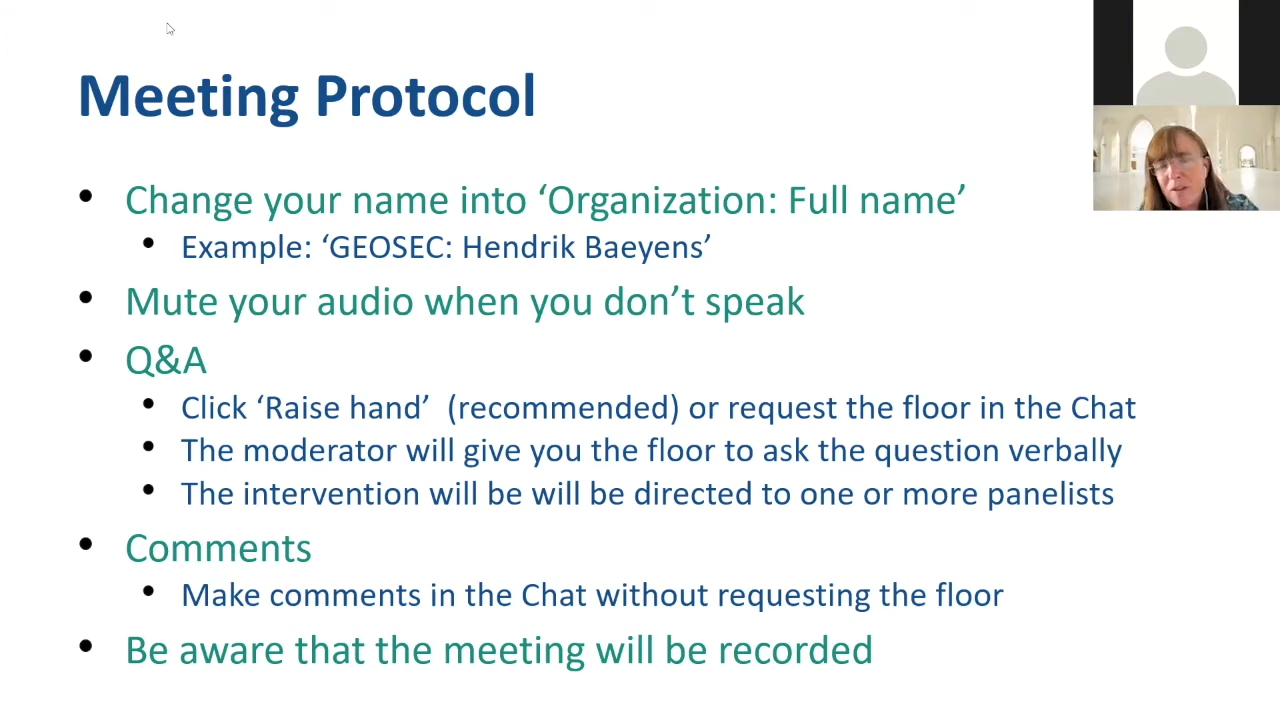 Meeting Protocol
• Change your name into ‘Organization: Full name’
• Example: ‘GEOSEC: Hendrik Baeyens’
• Mute your audio when you don’t speak
• Q&A
• Click ‘Raise hand’  (recommended) or request the floor in the Chat
• The moderator will give you the floor to ask the question verbally
• The intervention will be will be directed to one or more panelists
• Comments
• Make comments in the Chat without requesting the floor
• Be aware that the meeting will be recorded